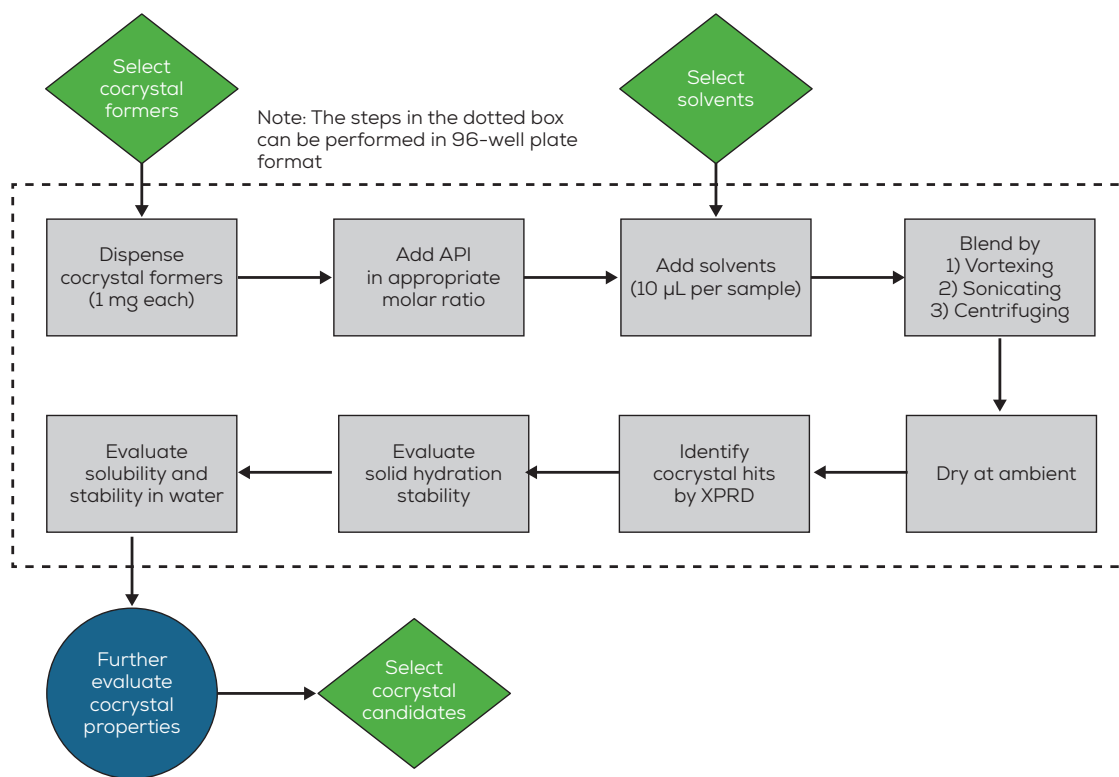 Select
cocrystal
formers
Select
solvents
Note: The steps in the dotted box
can be performed in 96-well plate
format
Dispense
cocrystal formers
(1 mg each)
Add API
in appropriate
molar ratio
Add solvents
(10 µL per sample)
Blend by
1) Vortexing
2) Sonicating
3) Centrifuging
Evaluate
solubility and
stability in water
Evaluate
solid hydration
stability
Identify
cocrystal hits
by XPRD
Dry at ambient
Further
evaluate
cocrystal
properties
Select
cocrystal
candidates